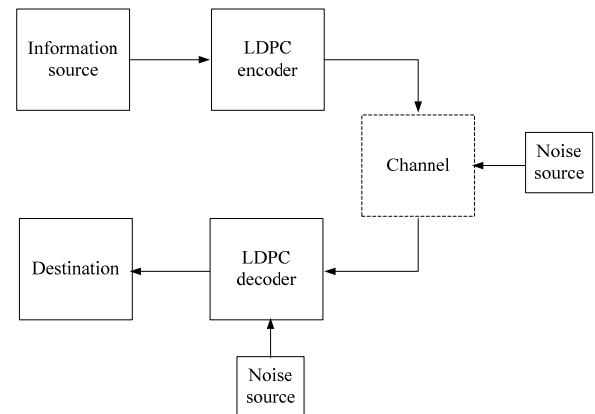 Information
source
LDPC
encoder
Channel
Noise
source
Destination
LDPC
decoder
Noise
source